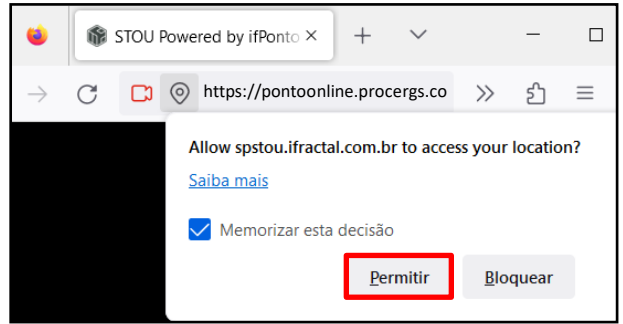 STOU Powered by ifPonto
https://pontoonline.procergs.co
Allow spstou.ifractal.com.br to access your location?
Saiba mais
Memorizar esta decisão
Permitir
Bloquear